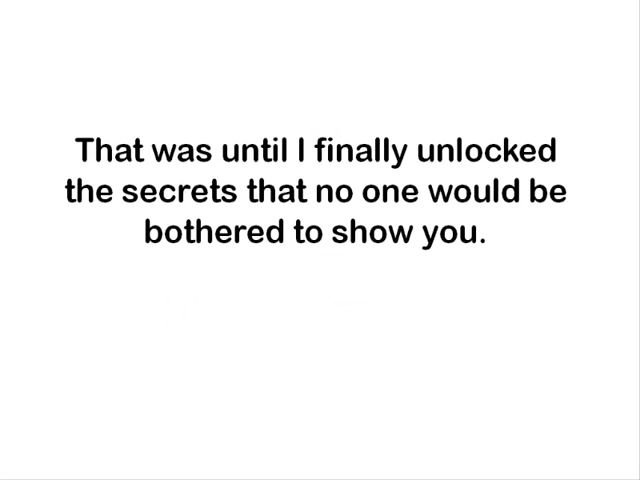 That was until I finally unlocked
the secrets that no one would be
bothered to show you.